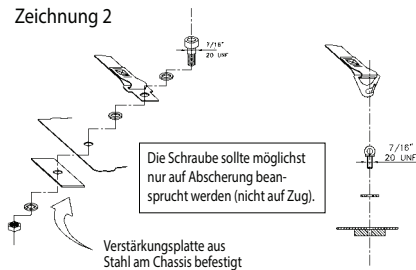 Zeichnung 2
7/16"
20 UNF
7/16"
20 UNF
Die Schraube sollte möglichst
nur auf Abscherung bean-
sprucht werden (nicht auf Zug).
Verstärkungsplatte aus
Stahl am Chassis befestigt